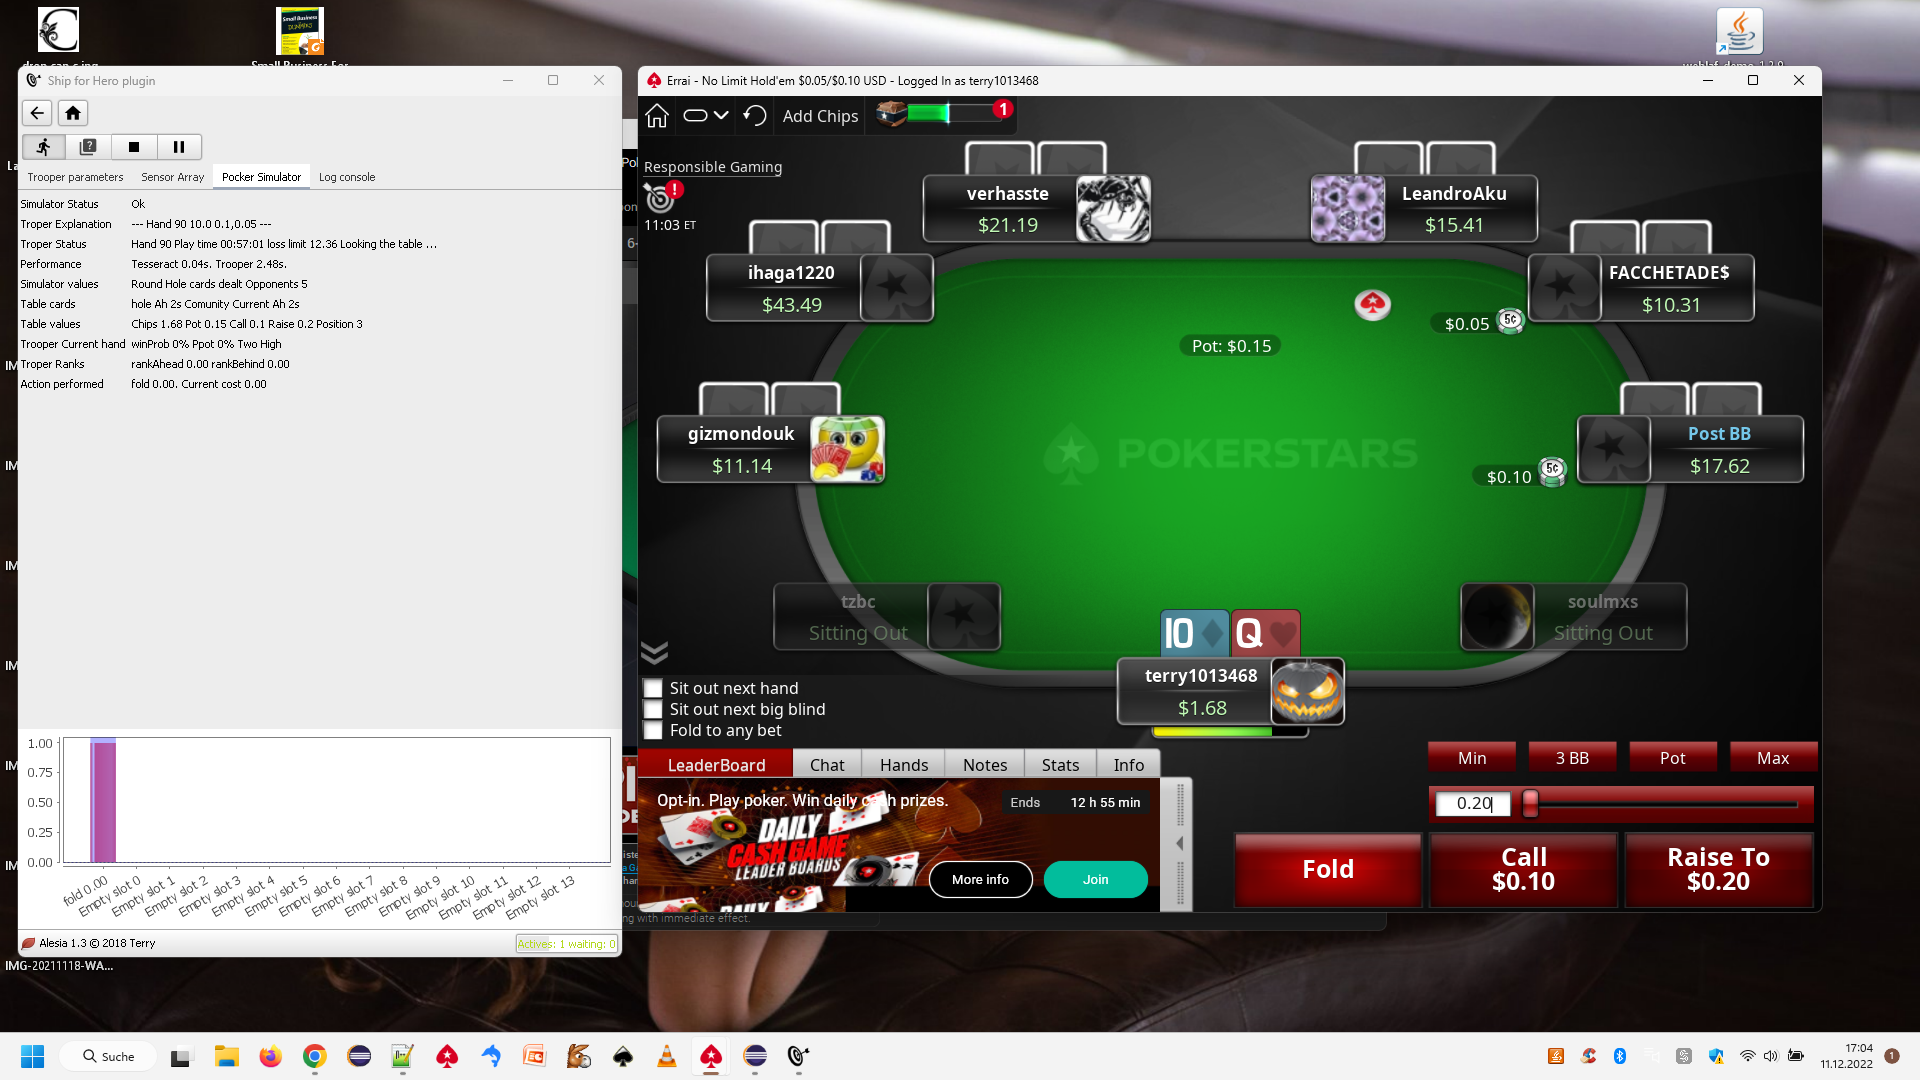 Ship for Hero plugin
Trooper parameters
Sensor Array
Pocker Simulator
Log console
Simulator Status Ok
Troper Explanation --- Hand 90 10.0 0.1,0.05 ---
Troper Status Hand 90 Play time 00:57:01 loss limit 12.36 Looking the table ...
Performance Tesseract 0.04s. Trooper 2.48s.
Simulator values Round Hole cards dealt Opponents 5
Table cards hole Ah 2s Comunity Current Ah 2s
Table values Chips 1.68 Pot 0.15 Call 0.1 Raise 0.2 Position 3
Trooper Current hand winProb 0% Ppot 0% Two High
Troper Ranks rankAhead 0.00 rankBehind 0.00
Action performed fold 0.00. Current cost 0.00
1.00
0.75
0.50
0.25
0.00
fold 0.00
Empty slot 0
Empty slot 1
Empty slot 2
Empty slot 3
Empty slot 4
Empty slot 5
Empty slot 6
Empty slot 7
Empty slot 8
Empty slot 9
Empty slot 10
Empty slot 11
Empty slot 12
Empty slot 13
Alesia 1.3 © 2018 Terry
Actives: 1 waiting: 0
IMG-20211118-WA...
Errai - No Limit Hold'em $0.05/$0.10 USD - Logged In as terry1013468
Add Chips
1
Responsible Gaming
11:03 ET
verhasste
$21.19
LeandroAku
$15.41
ihaga1220
$43.49
FACCHETADE$
$10.31
$0.05
5¢
Pot: $0.15
gizmondouk
$11.14
POKERSTARS
Post BB
$17.62
$0.10
5¢
tzbc
Sitting Out
soulmxs
Sitting Out
10
Q
terry1013468
$1.68
Sit out next hand
Sit out next big blind
Fold to any bet
LeaderBoard
Chat
Hands
Notes
Stats
Info
Opt-in. Play poker. Win daily cash prizes.
Ends 12 h 55 min
DAILY
CASH GAME
LEADER BOARDS
More info
Join
DAILY
Min
3 BB
Pot
Max
0.20
Fold
Call
$0.10
Raise To
$0.20
ng with immediate effect.
Suche
17:04
11.12.2022
1